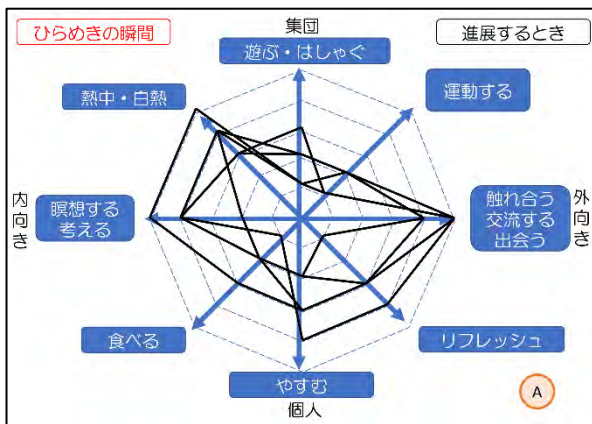 ひらめきの瞬間
集団
進展するとき
遊ぶ・はしゃぐ
熱中・白熱
運動する
内向き
瞑想する
考える
触れ合う
交流する
出会う
外向き
食べる
リフレッシュ
やすむ
個人
A